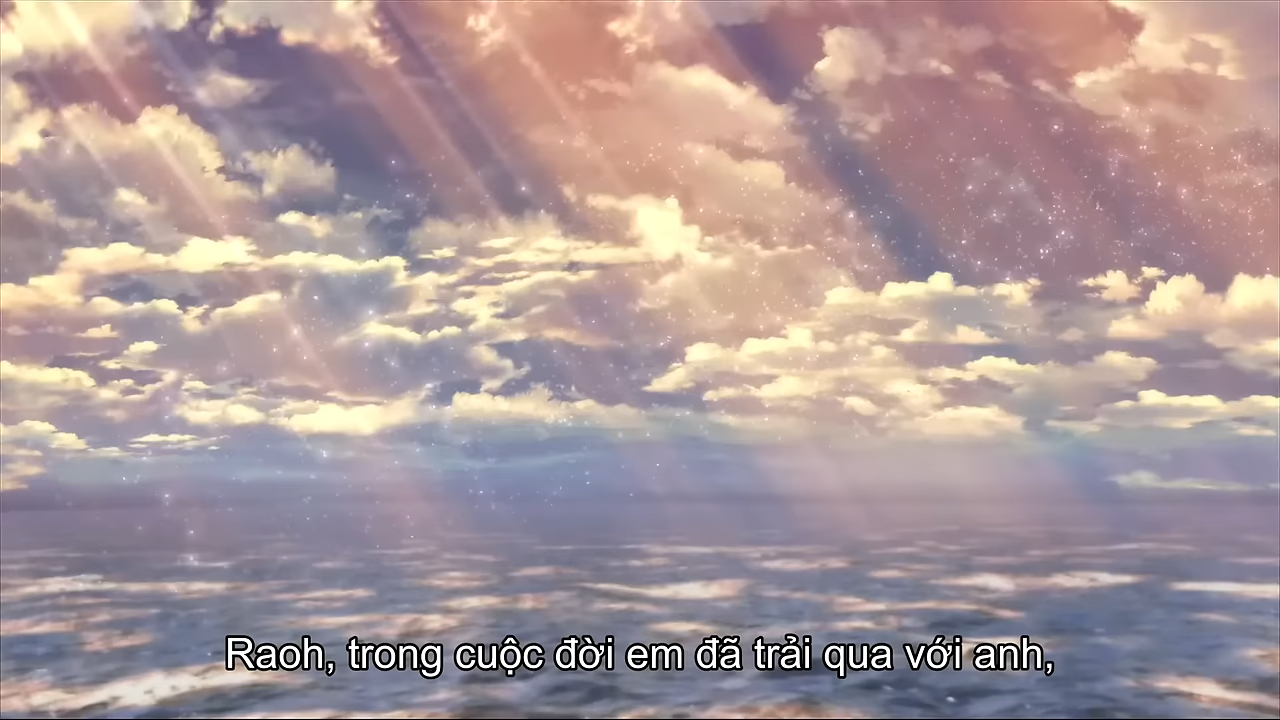 Raoh, trong cuộc đời em đã trải qua với anh,